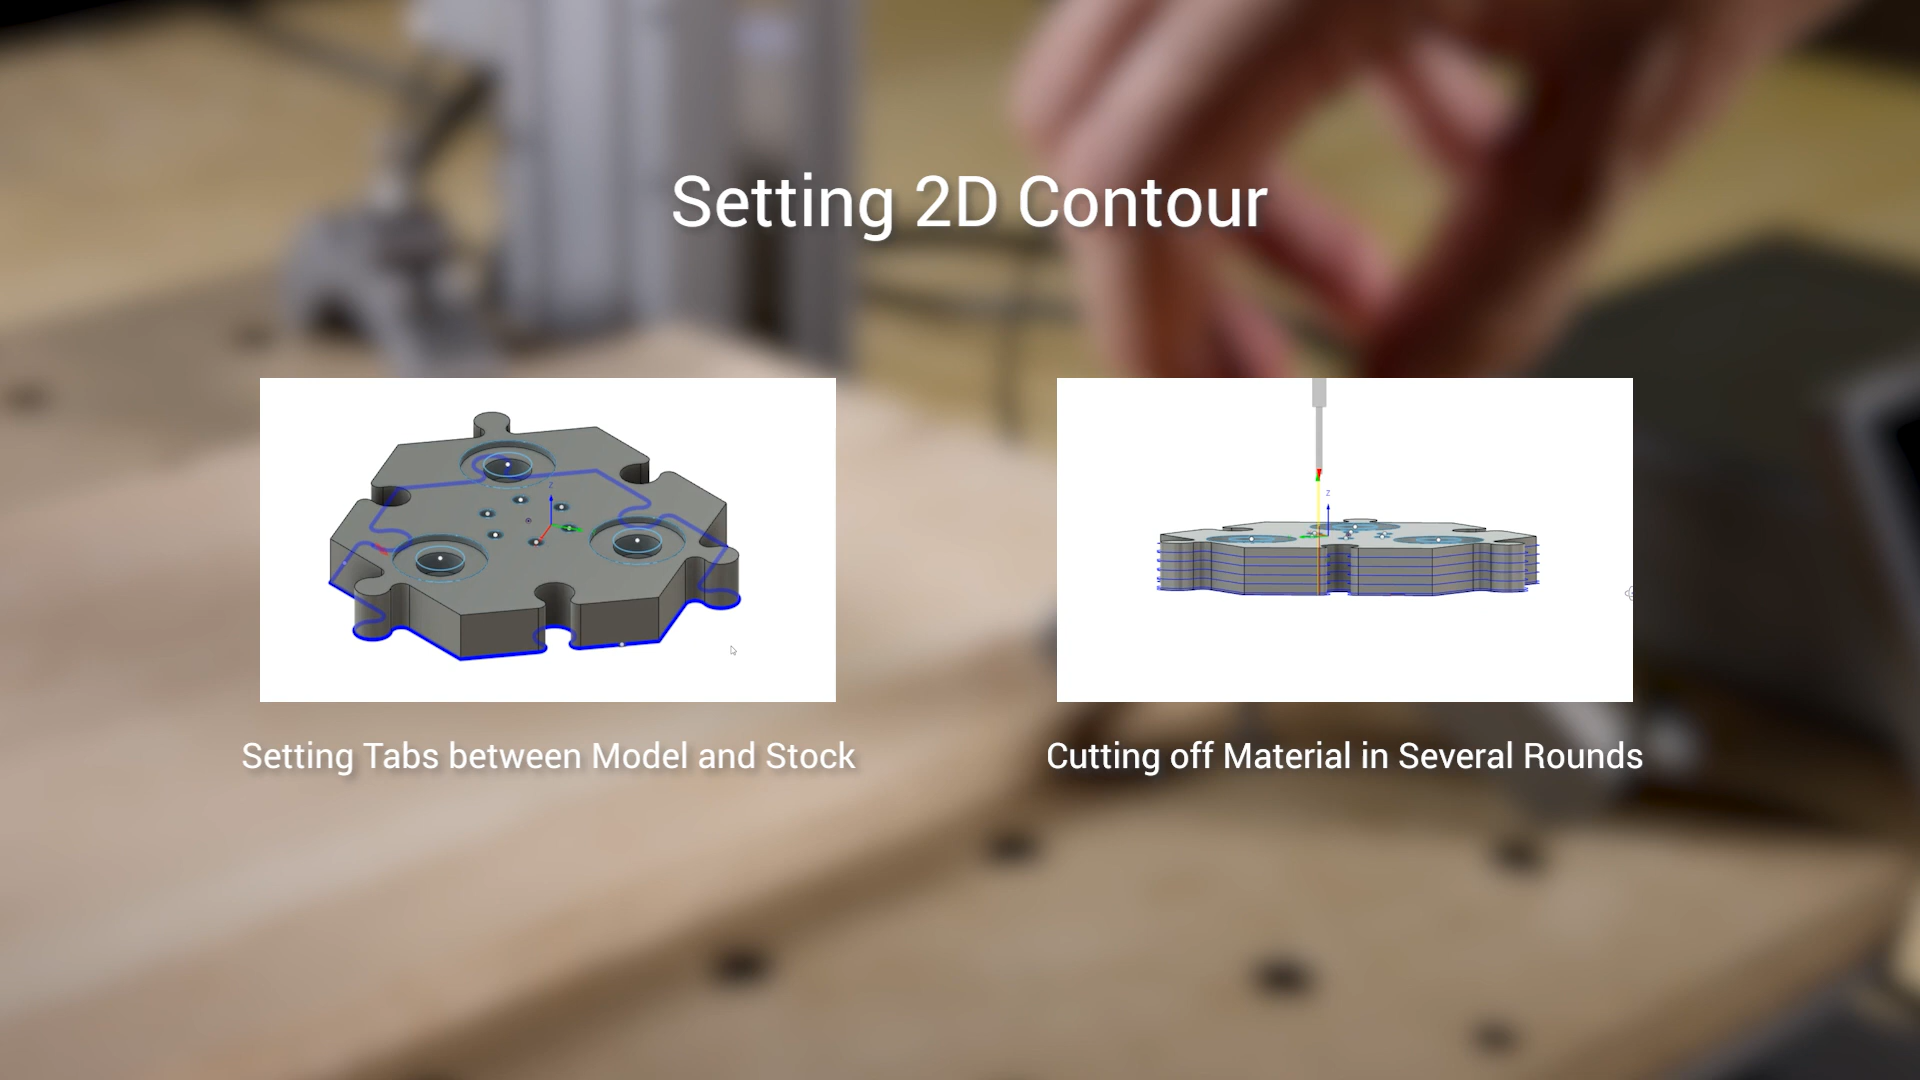 Setting 2D Contour
Z
Z
Setting Tabs between Model and Stock
Cutting off Material in Several Rounds